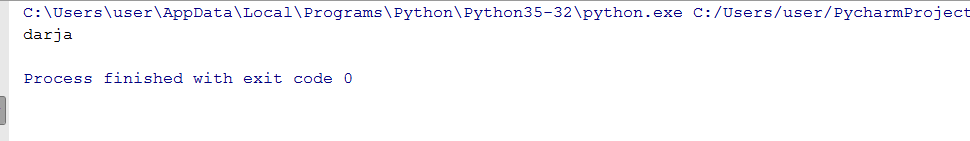 C:\Users\user\AppData\Local\Programs\Python\Python35-32\python.exe C:/Users/user/PycharmProject
darja
Process finished with exit code 0